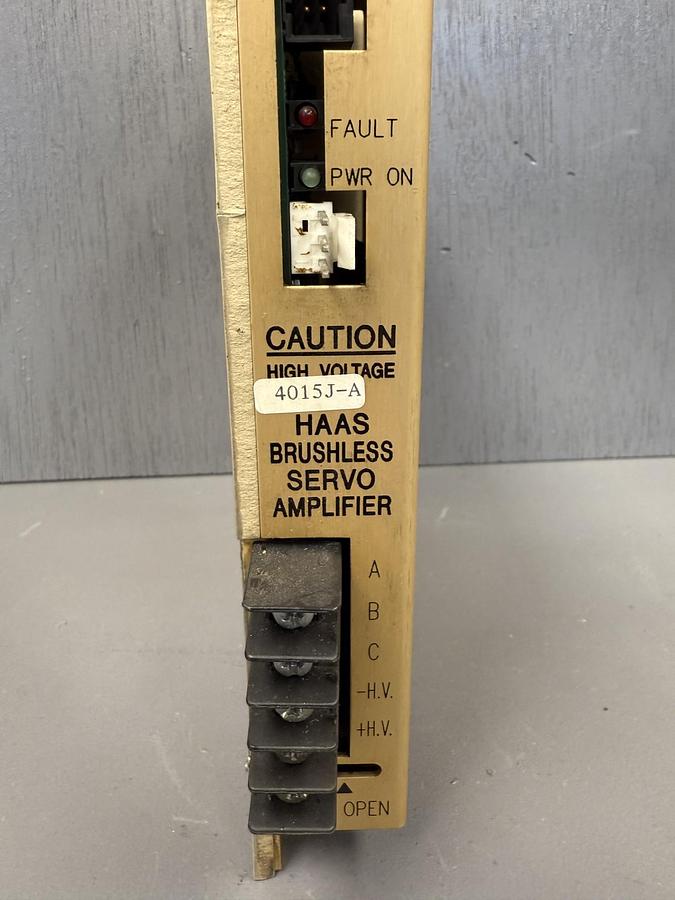 FAULT
PWR ON
CAUTION
HIGH VOLTAGE
4015J-A
HAAS
BRUSHLESS
SERVO
AMPLIFIER
A
B
C
-H.V.
+H.V.
OPEN